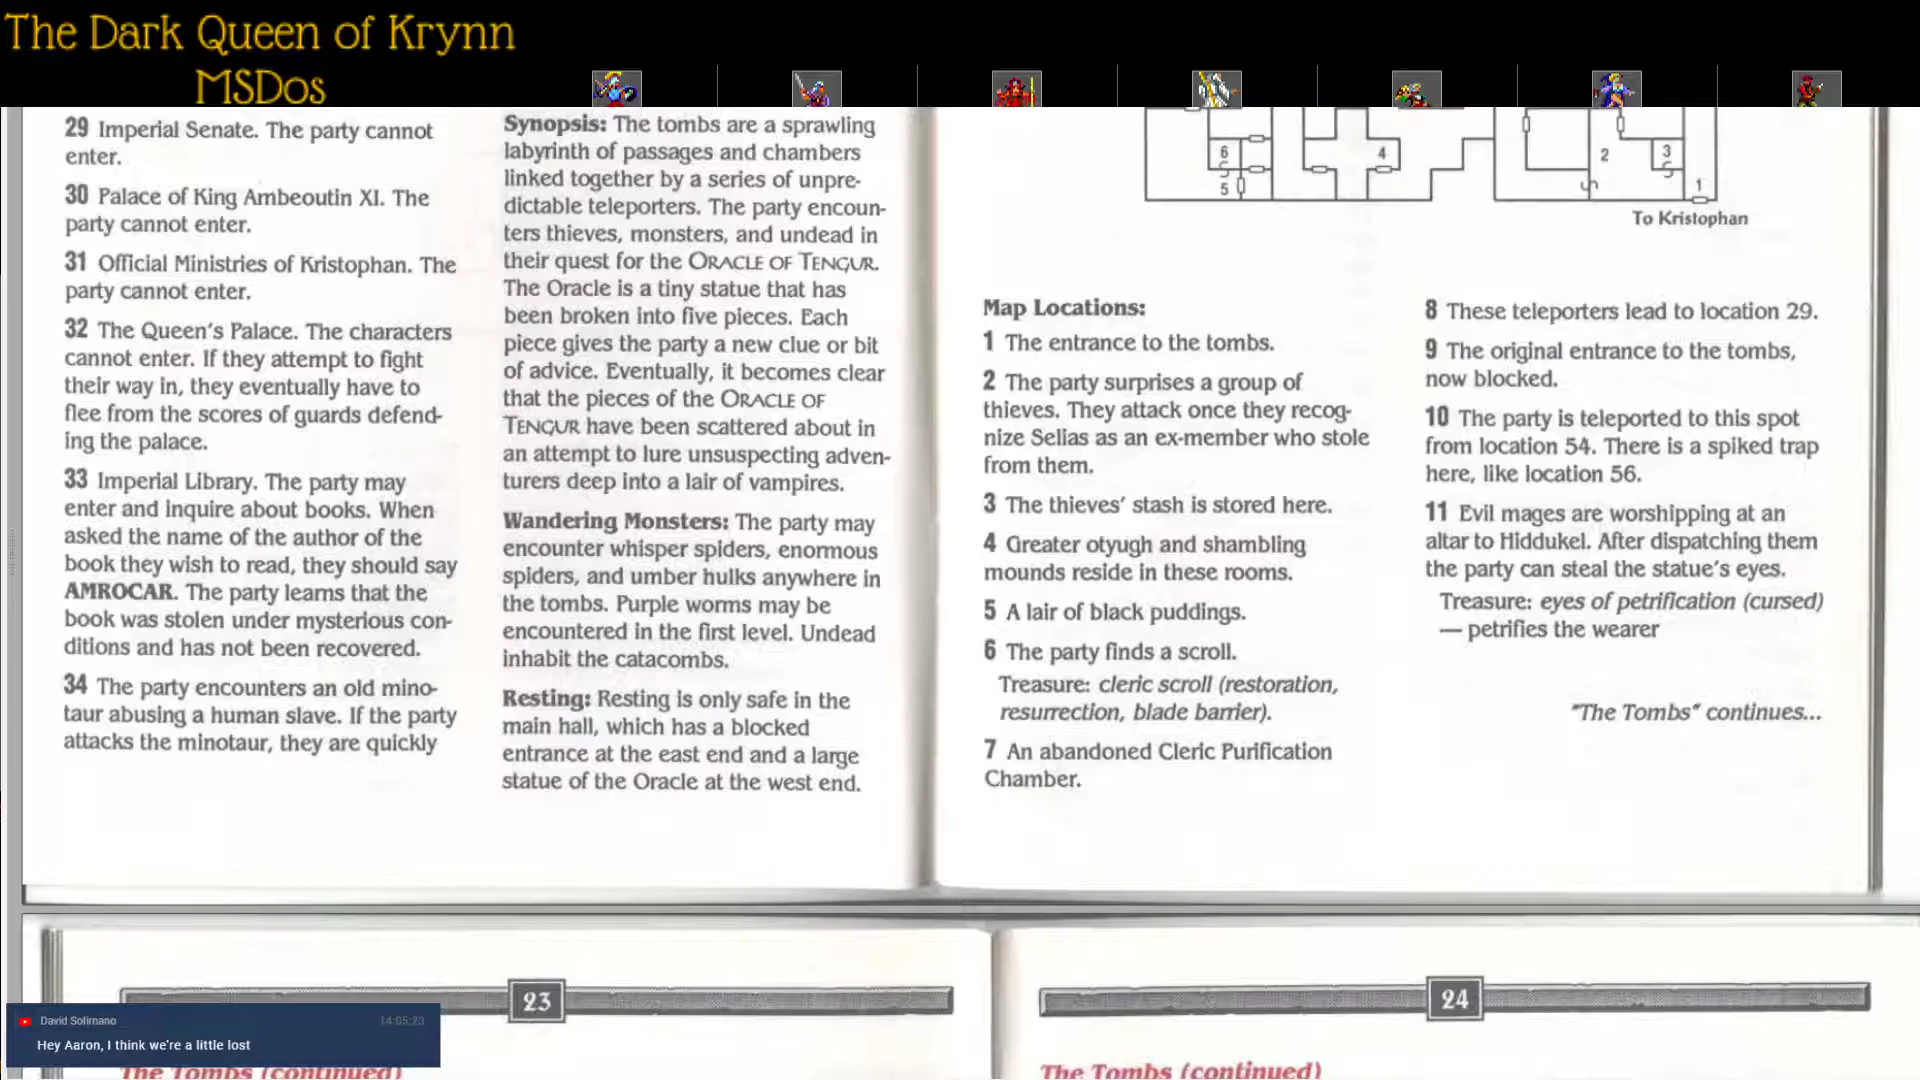 The Dark Queen of Krynn
MSDos
29 Imperial Senate. The party cannot
enter.
30 Palace of King Ambeoutin XI. The
party cannot enter.
31 Official Ministries of Kristophan. The
party cannot enter.
32 The Queen's Palace. The characters
cannot enter. If they attempt to fight
their way in, they eventually have to
flee from the scores of guards defend-
ing the palace.
33 Imperial Library. The party may
enter and inquire about books. When
asked the name of the author of the
book they wish to read, they should say
AMROCAR. The party learns that the
book was stolen under mysterious con-
ditions and has not been recovered.
34 The party encounters an old mino-
taur abusing a human slave. If the party
attacks the minotaur, they are quickly
Synopsis: The tombs are a sprawling
labyrinth of passages and chambers
linked together by a series of unpre-
dictable teleporters. The party encoun-
ters thieves, monsters, and undead in
their quest for the ORACLE OF TENGUR.
The Oracle is a tiny statue that has
been broken into five pieces. Each
piece gives the party a new clue or bit
of advice. Eventually, it becomes clear
that the pieces of the ORACLE OF
TENGUR have been scattered about in
an attempt to lure unsuspecting adven-
turers deep into a lair of vampires.
Wandering Monsters: The party may
encounter whisper spiders, enormous
spiders, and umber hulks anywhere in
the tombs. Purple worms may be
encountered in the first level. Undead
inhabit the catacombs.
Resting: Resting is only safe in the
main hall, which has a blocked
entrance at the east end and a large
statue of the Oracle at the west end.
6
5
4
2
3
1
To Kristophan
Map Locations:
1 The entrance to the tombs.
2 The party surprises a group of
thieves. They attack once they recog-
nize Selias as an ex-member who stole
from them.
3 The thieves' stash is stored here.
4 Greater otyugh and shambling
mounds reside in these rooms.
5 A lair of black puddings.
6 The party finds a scroll.
Treasure: cleric scroll (restoration,
resurrection, blade barrier).
7 An abandoned Cleric Purification
Chamber.
8 These teleporters lead to location 29.
9 The original entrance to the tombs,
now blocked.
10 The party is teleported to this spot
from location 54. There is a spiked trap
here, like location 56.
11 Evil mages are worshipping at an
altar to Hiddukel. After dispatching them
the party can steal the statue's eyes.
Treasure: eyes of petrification (cursed)
— petrifies the wearer
"The Tombs" continues...
23
24
The Tombs (continued)
The Tombs (continued)
David Solimano 14:05:23
Hey Aaron, I think we're a little lost